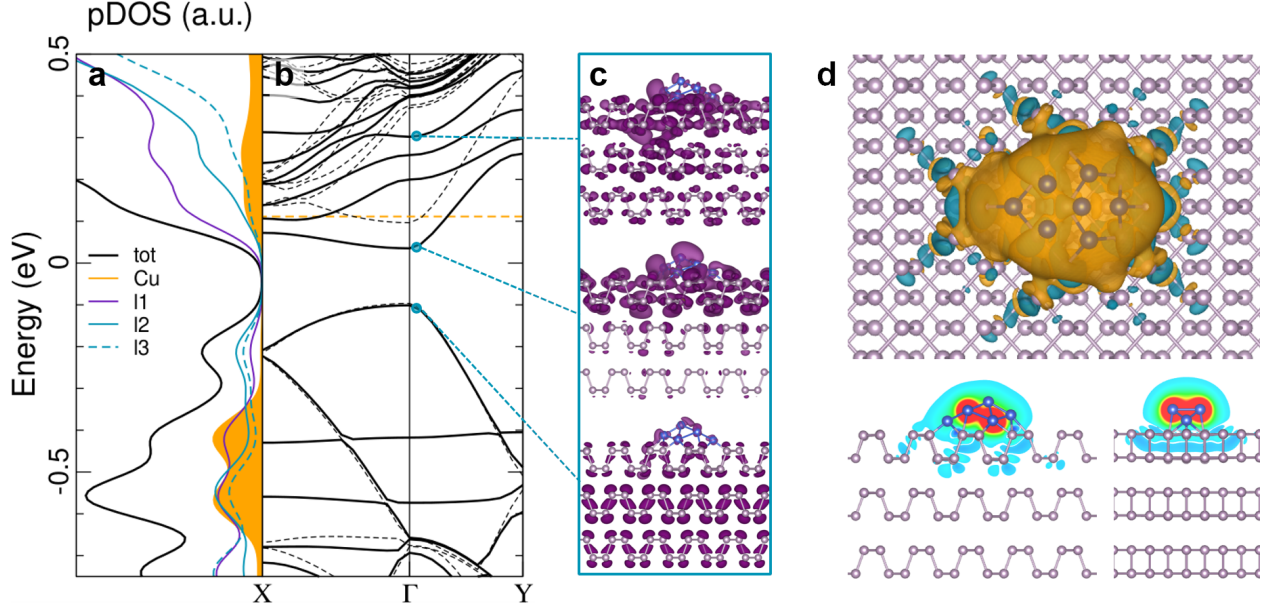 pDOS (a.u.)
a
b
c
d
0.5
0
-0.5
Energy (eV)
tot
Cu
l1
l2
l3
X
Γ
Y